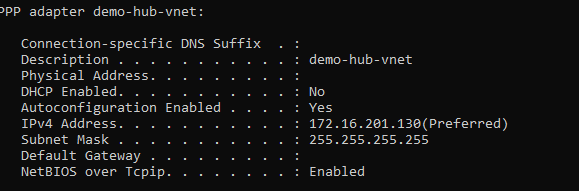 PPP adapter demo-hub-vnet:
Connection-specific DNS Suffix  . :
Description . . . . . . . . . . . : demo-hub-vnet
Physical Address. . . . . . . . . :
DHCP Enabled. . . . . . . . . . . : No
Autoconfiguration Enabled . . . . : Yes
IPv4 Address. . . . . . . . . . . : 172.16.201.130(Preferred)
Subnet Mask . . . . . . . . . . . : 255.255.255.255
Default Gateway . . . . . . . . . :
NetBIOS over Tcpip. . . . . . . . : Enabled